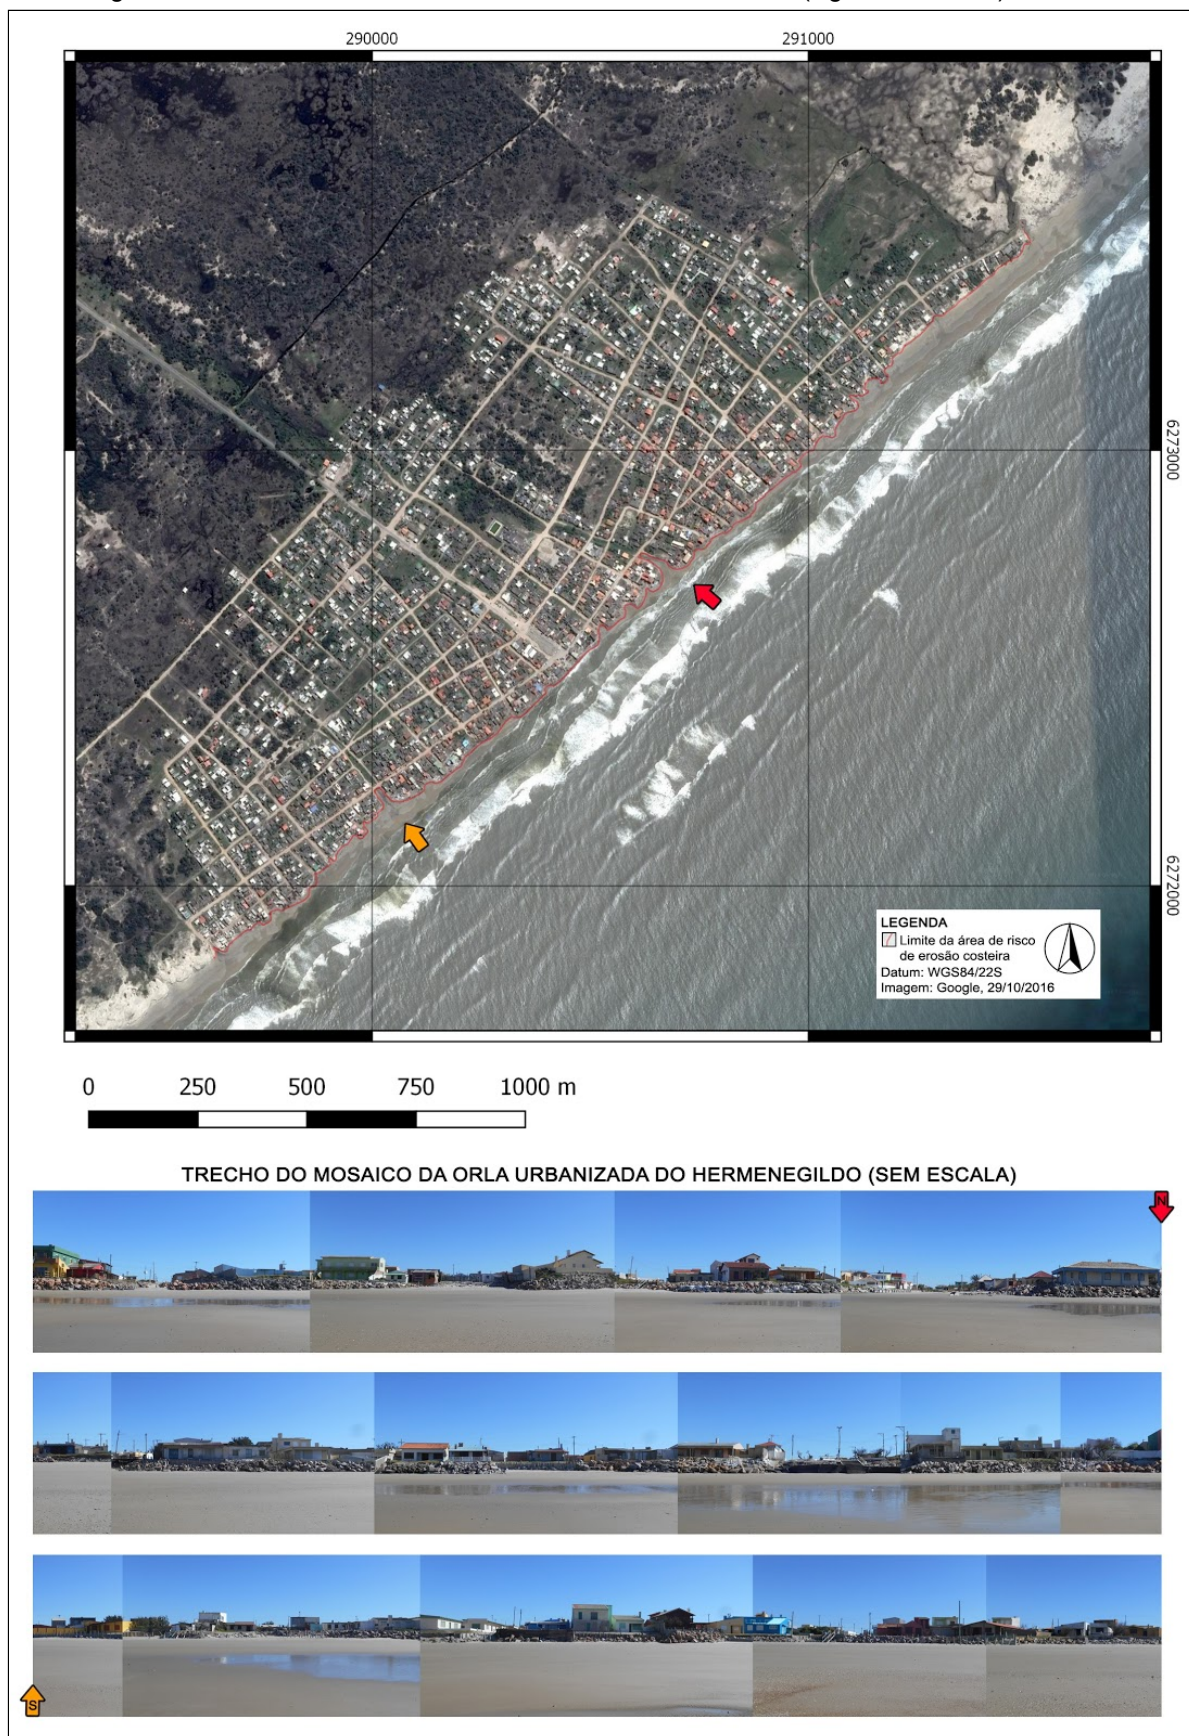 290000 291000
6273000
6272000
LEGENDA
Limite da área de risco
de erosão costeira
Datum: WGS84/22S
Imagem: Google, 29/10/2016
0 250 500 750 1000 m
TRECHO DO MOSAICO DA ORLA URBANIZADA DO HERMENEGILDO (SEM ESCALA)
N
S